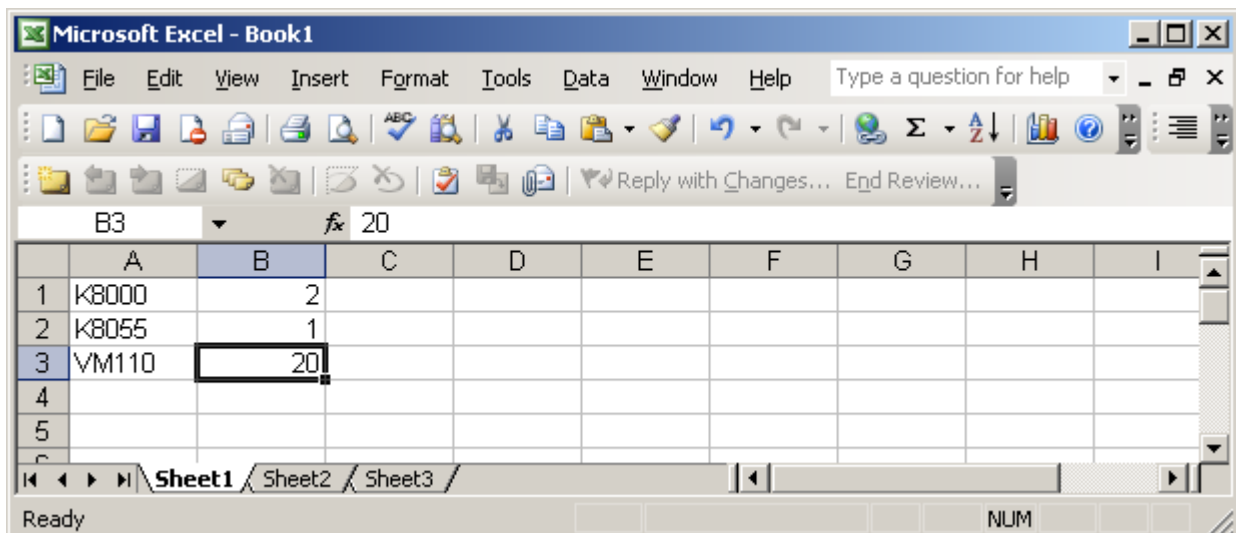 Microsoft Excel - Book1
File Edit View Insert Format Tools Data Window Help Type a question for help
ABC Σ A Z
Reply with Changes... End Review...
B3 fx 20
A B C D E F G H I
1 K8000 2
2 K8055 1
3 VM110 20
4
5
Sheet1 Sheet2 Sheet3
Ready NUM